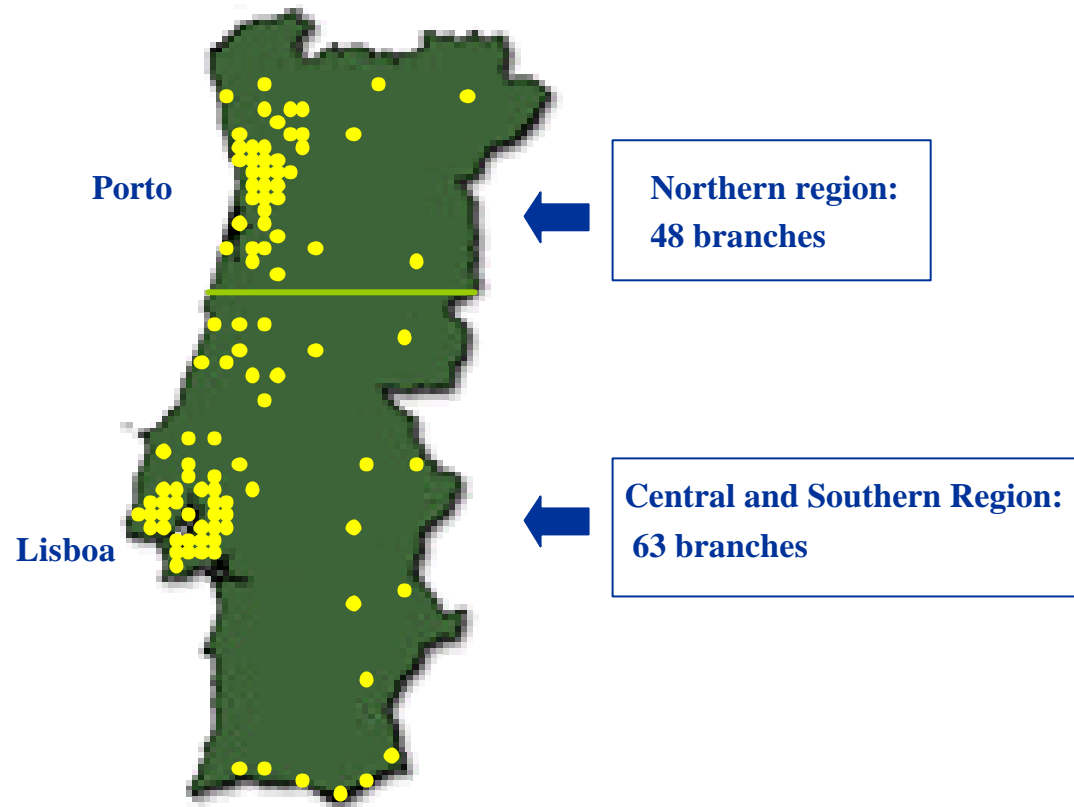 Porto
Northern region:
48 branches
Central and Southern Region:
63 branches
Lisboa